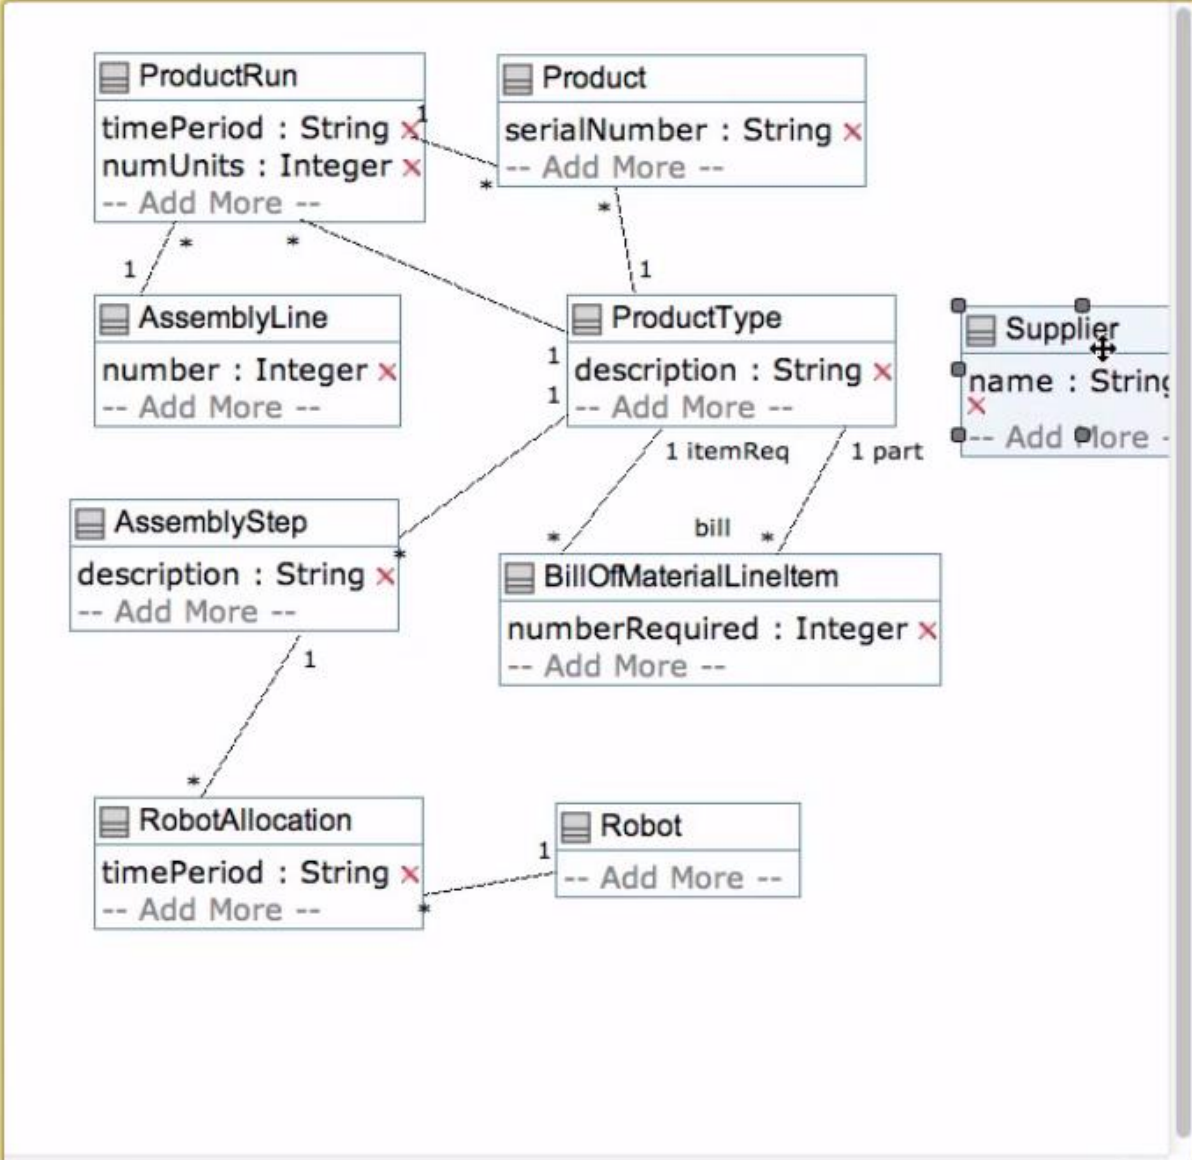 ProductRun
timePeriod : String
numUnits : Integer
-- Add More --
1
*
Product
serialNumber : String
-- Add More --
*
1
*
*
1
AssemblyLine
number : Integer
-- Add More --
ProductType
description : String
-- Add More --
1
1
Supplier
name : String
-- Add More -
1 itemReq
1 part
*
bill
*
AssemblyStep
description : String
-- Add More --
*
BillOfMaterialLineItem
numberRequired : Integer
-- Add More --
1
*
RobotAllocation
timePeriod : String
-- Add More --
1
*
Robot
-- Add More --